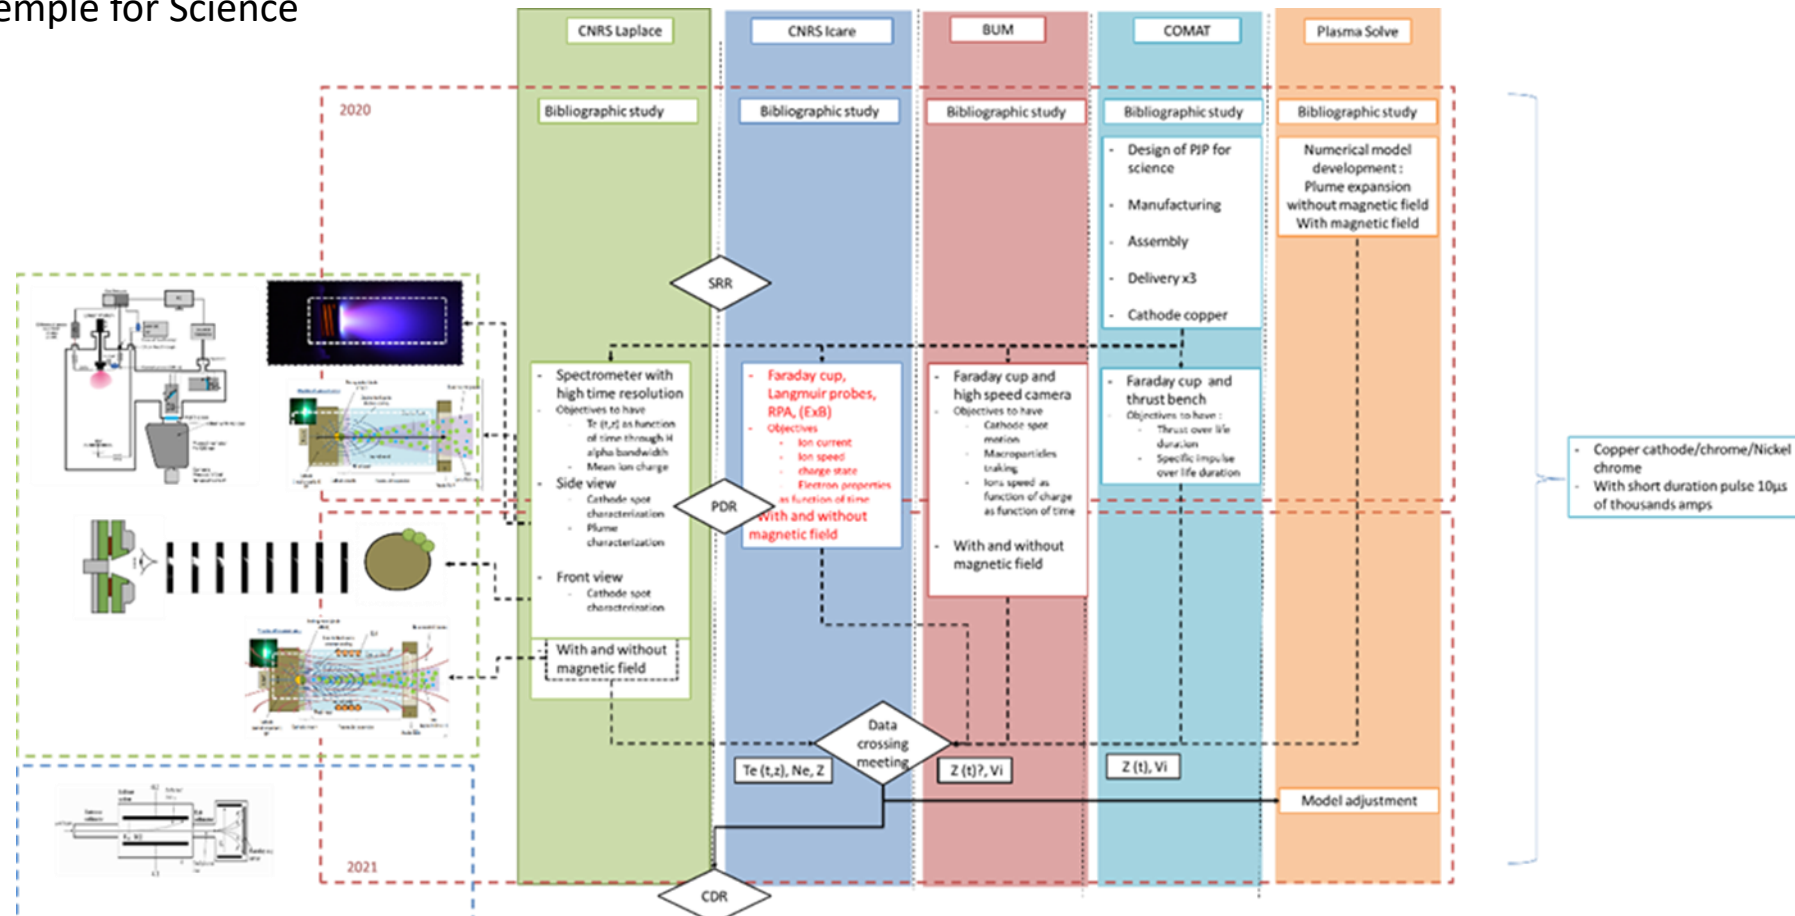 emple for Science
CNRS Laplace
CNRS Icare
BUM
COMAT
Plasma Solve
2020
Bibliographic study
Bibliographic study
Bibliographic study
Bibliographic study
Bibliographic study
- Design of PJP for
science
- Manufacturing
- Assembly
- Delivery x3
- Cathode copper
Numerical model
development :
Plume expansion
without magnetic field
With magnetic field
SRR
- Spectrometer with
high time resolution
- Objectives to have
- Te (t,z) as function
of time through H
alpha bandwidth
- Mean ion charge
- Side view
- Cathode spot
characterization
- Plume
characterization
- Front view
- Cathode spot
characterization
- With and without
magnetic field
- Faraday cup,
Langmuir probes,
RPA, (ExB)
- Objectives
- Ion current
- Ion speed
- charge state
- Electron properties
as function of time
With and without
magnetic field
PDR
- Faraday cup and
high speed camera
- Objectives to have
- Cathode spot
motion
- Macroparticles
traking
- Ions speed as
function of charge
as function of time
- With and without
magnetic field
- Faraday cup and
thrust bench
- Objectives to have :
- Thrust over life
duration
- Specific impulse
over life duration
- Copper cathode/chrome/Nickel
chrome
- With short duration pulse 10µs
of thousands amps
Data
crossing
meeting
Te (t,z), Ne, Z
Z (t)?, Vi
Z (t), Vi
Model adjustment
2021
CDR